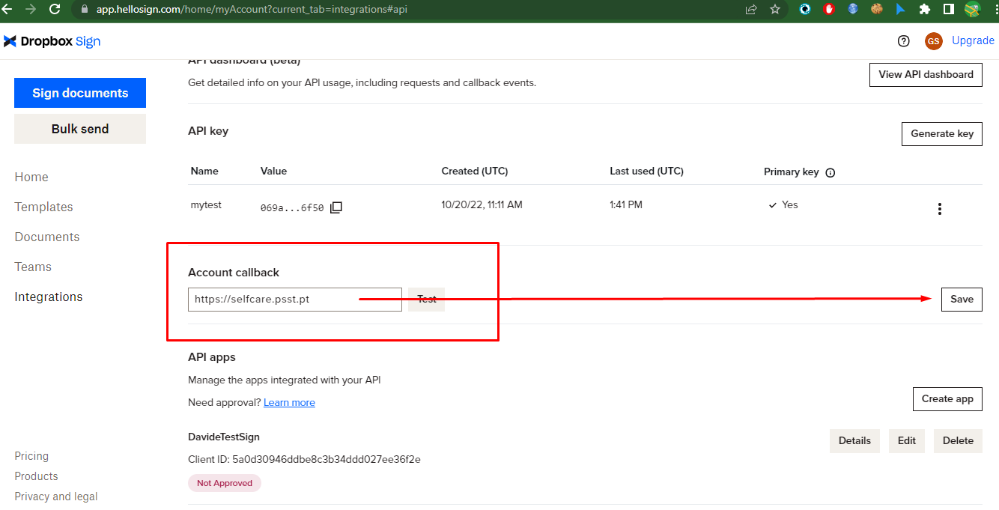 app.hellosign.com/home/myAccount?current_tab=integrations#api
Dropbox Sign
GS
Upgrade
API dashboard (beta)
Get detailed info on your API usage, including requests and callback events.
View API dashboard
Sign documents
Bulk send
Home
Templates
Documents
Teams
Integrations
API key
Generate key
Name Value Created (UTC) Last used (UTC) Primary key
mytest 069a...6f50 10/20/22, 11:11 AM 1:41 PM Yes
Account callback
https://selfcare.psst.pt Test Save
API apps
Manage the apps integrated with your API
Need approval? Learn more
Create app
DavideTestSign
Details Edit Delete
Client ID: 5a0d30946ddbe8c3b34ddd027ee36f2e
Not Approved
Pricing
Products
Privacy and legal